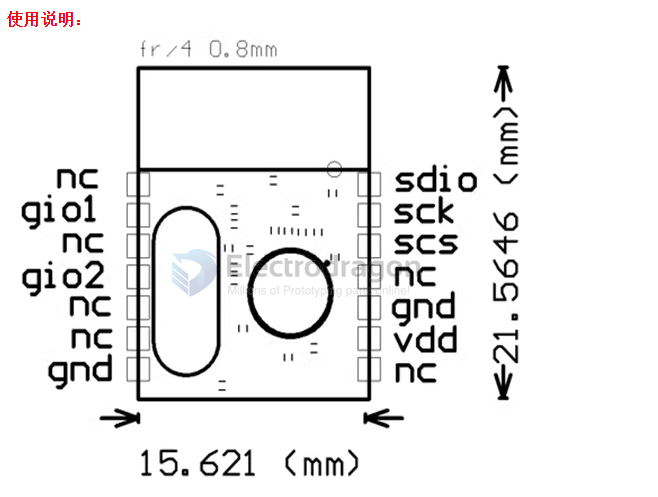 使用说明:
fr/4 0.8mm
nc
gio1
nc
gio2
nc
nc
gnd
sdio
sck
scs
nc
gnd
vdd
nc
21.5646 (mm)
15.621 (mm)
Electrodragon
Millions of Prototyping parts online!